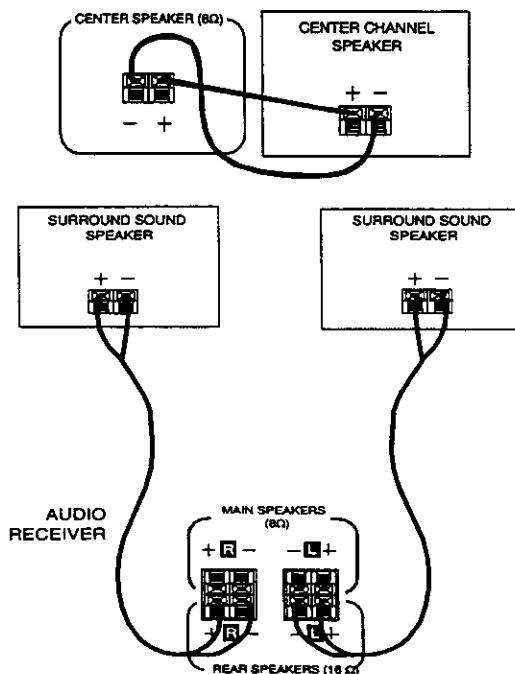 CENTER SPEAKER (8Ω)
CENTER CHANNEL
SPEAKER
+ −
− +
SURROUND SOUND
SPEAKER
+ −
SURROUND SOUND
SPEAKER
+ −
AUDIO
RECEIVER
MAIN SPEAKERS
(8Ω)
+ R − − L +
+ R − − L +
REAR SPEAKERS (16 Ω)